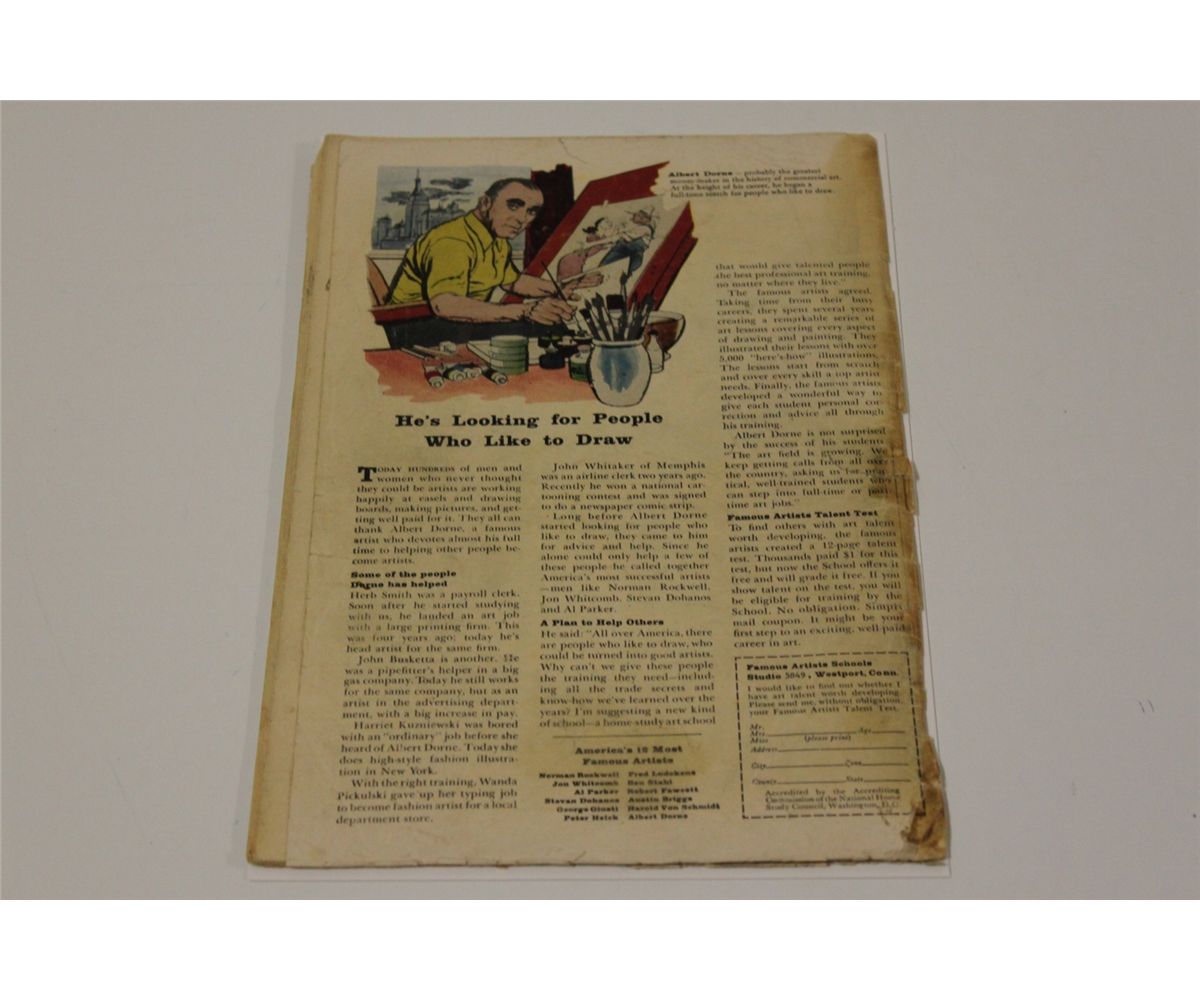 Albert Dorne – probably the greatest
money-maker in the history of commercial art.
At the height of his career, he began a
full-time search for people who like to draw.
He's Looking for People
Who Like to Draw
TODAY HUNDREDS of men and
women who never thought
they could be artists are working
happily at easels and drawing
boards, making pictures, and get-
ting well paid for it. They all can
thank Albert Dorne, a famous
artist who devotes almost his full
time to helping other people be-
come artists.
Some of the people
Dorne has helped
Herb Smith was a payroll clerk.
Soon after he started studying
with us, he landed an art job
with a large printing firm. This
was four years ago; today he's
head artist for the same firm.
John Busketta is another. He
was a pipefitter's helper in a big
gas company. Today he still works
for the same company, but as an
artist in the advertising depart-
ment, with a big increase in pay.
Harriet Kuzniewski was bored
with an "ordinary" job before she
heard of Albert Dorne. Today she
does high-style fashion illustra-
tion in New York.
With the right training, Wanda
Pickulski gave up her typing job
to become fashion artist for a local
department store.
John Whitaker of Memphis
was an airline clerk two years ago.
Recently he won a national car-
tooning contest and was signed
to do a newspaper comic strip.
Long before Albert Dorne
started looking for people who
like to draw, they came to him
for advice and help. Since he
alone could only help a few of
these people he called together
America's most successful artists
—men like Norman Rockwell,
Jon Whitcomb, Stevan Dohanos
and Al Parker.
A Plan to Help Others
He said: "All over America, there
are people who like to draw, who
could be turned into good artists.
Why can't we give these people
the training they need—includ-
ing all the trade secrets and
know-how we've learned over the
years? I'm suggesting a new kind
of school—a home study art school
America's 12 Most
Famous Artists
Norman Rockwell Fred Ludekens
Jon Whitcomb Ben Stahl
Al Parker Robert Fawcett
Stevan Dohanos Austin Briggs
George Giusti Harold Von Schmidt
Peter Helck Albert Dorne
that would give talented people
the best professional art training,
no matter where they live."
The famous artists agreed.
Taking time from their busy
careers, they spent several years
creating a remarkable series of
art lessons covering every aspect
of drawing and painting. They
illustrated their lessons with over
5,000 "here's-how" illustrations.
The lessons start from scratch
and cover every skill a top artist
needs. Finally, the famous artists
developed a wonderful way to
give each student personal cor-
rection and advice all through
his training.
Albert Dorne is not surprised
by the success of his students
"The art field is growing. We
keep getting calls from all over
the country, asking us for prac-
tical, well-trained students who
can step into full-time or part-
time art jobs."
Famous Artists Talent Test
To find others with art talent
worth developing, the famous
artists created a 12-page talent
test. Thousands paid $1 for this
test, but now the School offers it
free and will grade it free. If you
show talent on the test, you will
be eligible for training by the
School. No obligation. Simply
mail coupon. It might be your
first step to an exciting, well-paid
career in art.
Famous Artists Schools
Studio 5849, Westport, Conn.
I would like to find out whether I
have art talent worth developing.
Please send me, without obligation,
your Famous Artists Talent Test.
Mr.
Mrs. Age
Miss (please print)
Address
City Zone
County State
Accredited by the Accrediting
Commission of the National Home
Study Council, Washington, D.C.